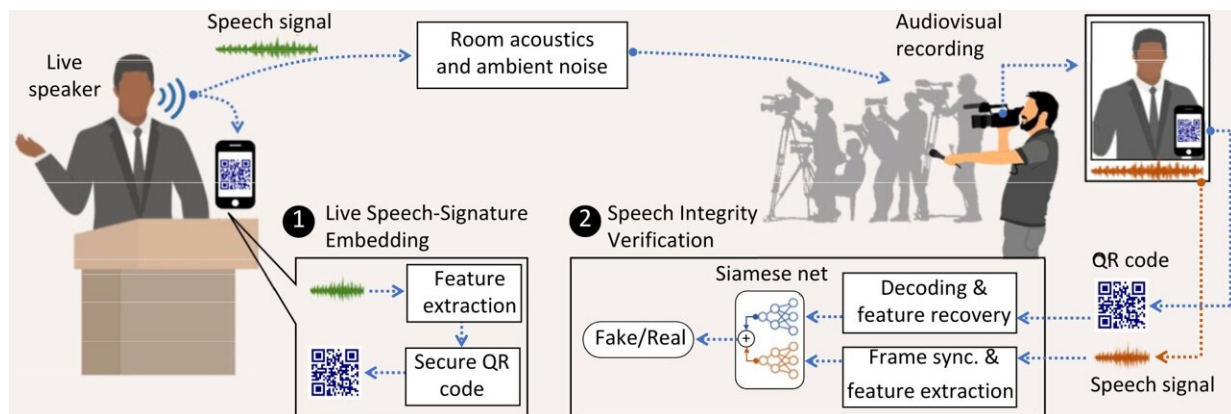 Speech signal
Live
speaker
Room acoustics
and ambient noise
Audiovisual
recording
1 Live Speech-Signature
Embedding
Feature
extraction
Secure QR
code
2 Speech Integrity
Verification
Siamese net
Decoding &
feature recovery
Frame sync. &
feature extraction
+
Fake/Real
QR code
Speech signal